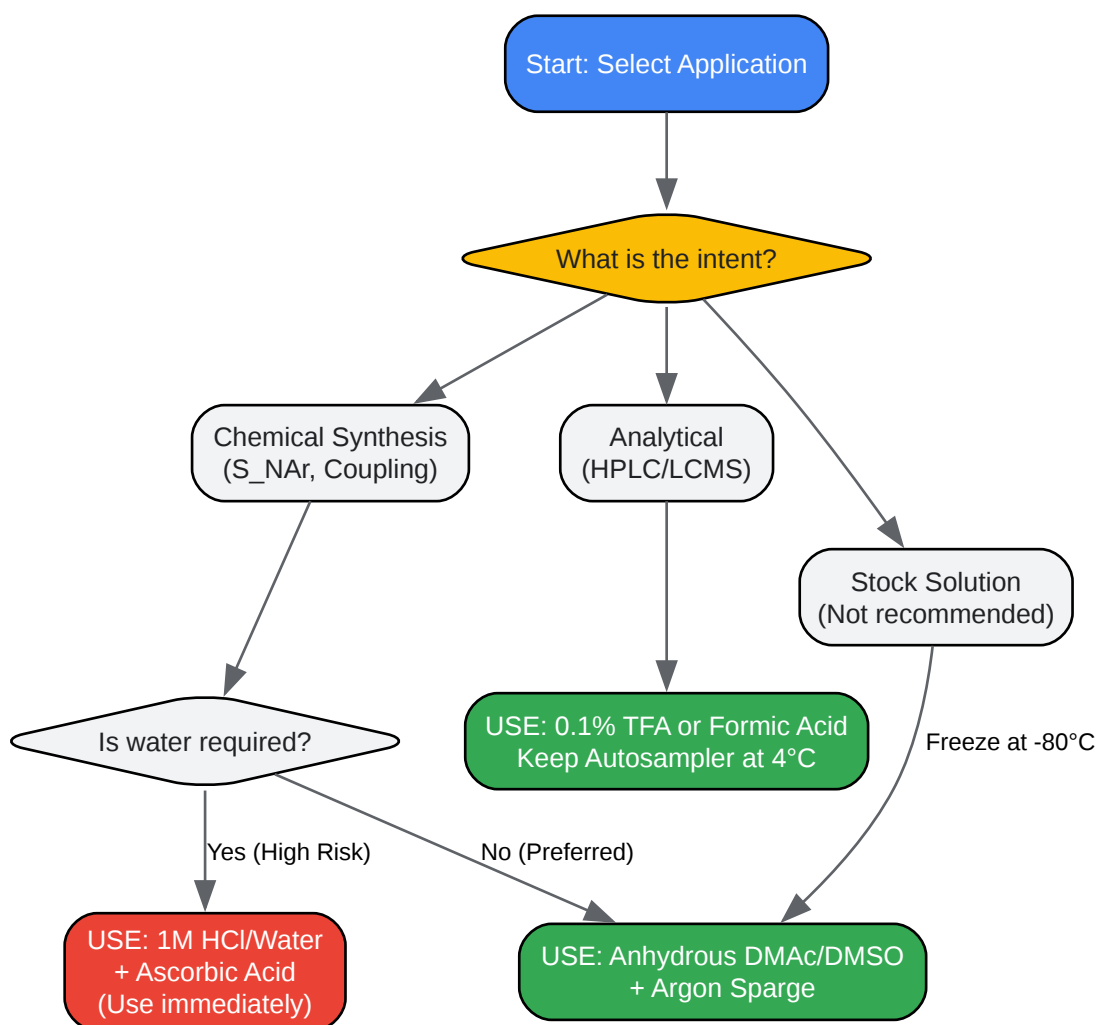 Start: Select Application
What is the intent?
Chemical Synthesis
(S_NAr, Coupling)
Analytical
(HPLC/LCMS)
Stock Solution
(Not recommended)
Is water required?
USE: 0.1% TFA or Formic Acid
Keep Autosampler at 4°C
Freeze at -80°C
Yes (High Risk)
No (Preferred)
USE: 1M HCl/Water
+ Ascorbic Acid
(Use immediately)
USE: Anhydrous DMAc/DMSO
+ Argon Sparge